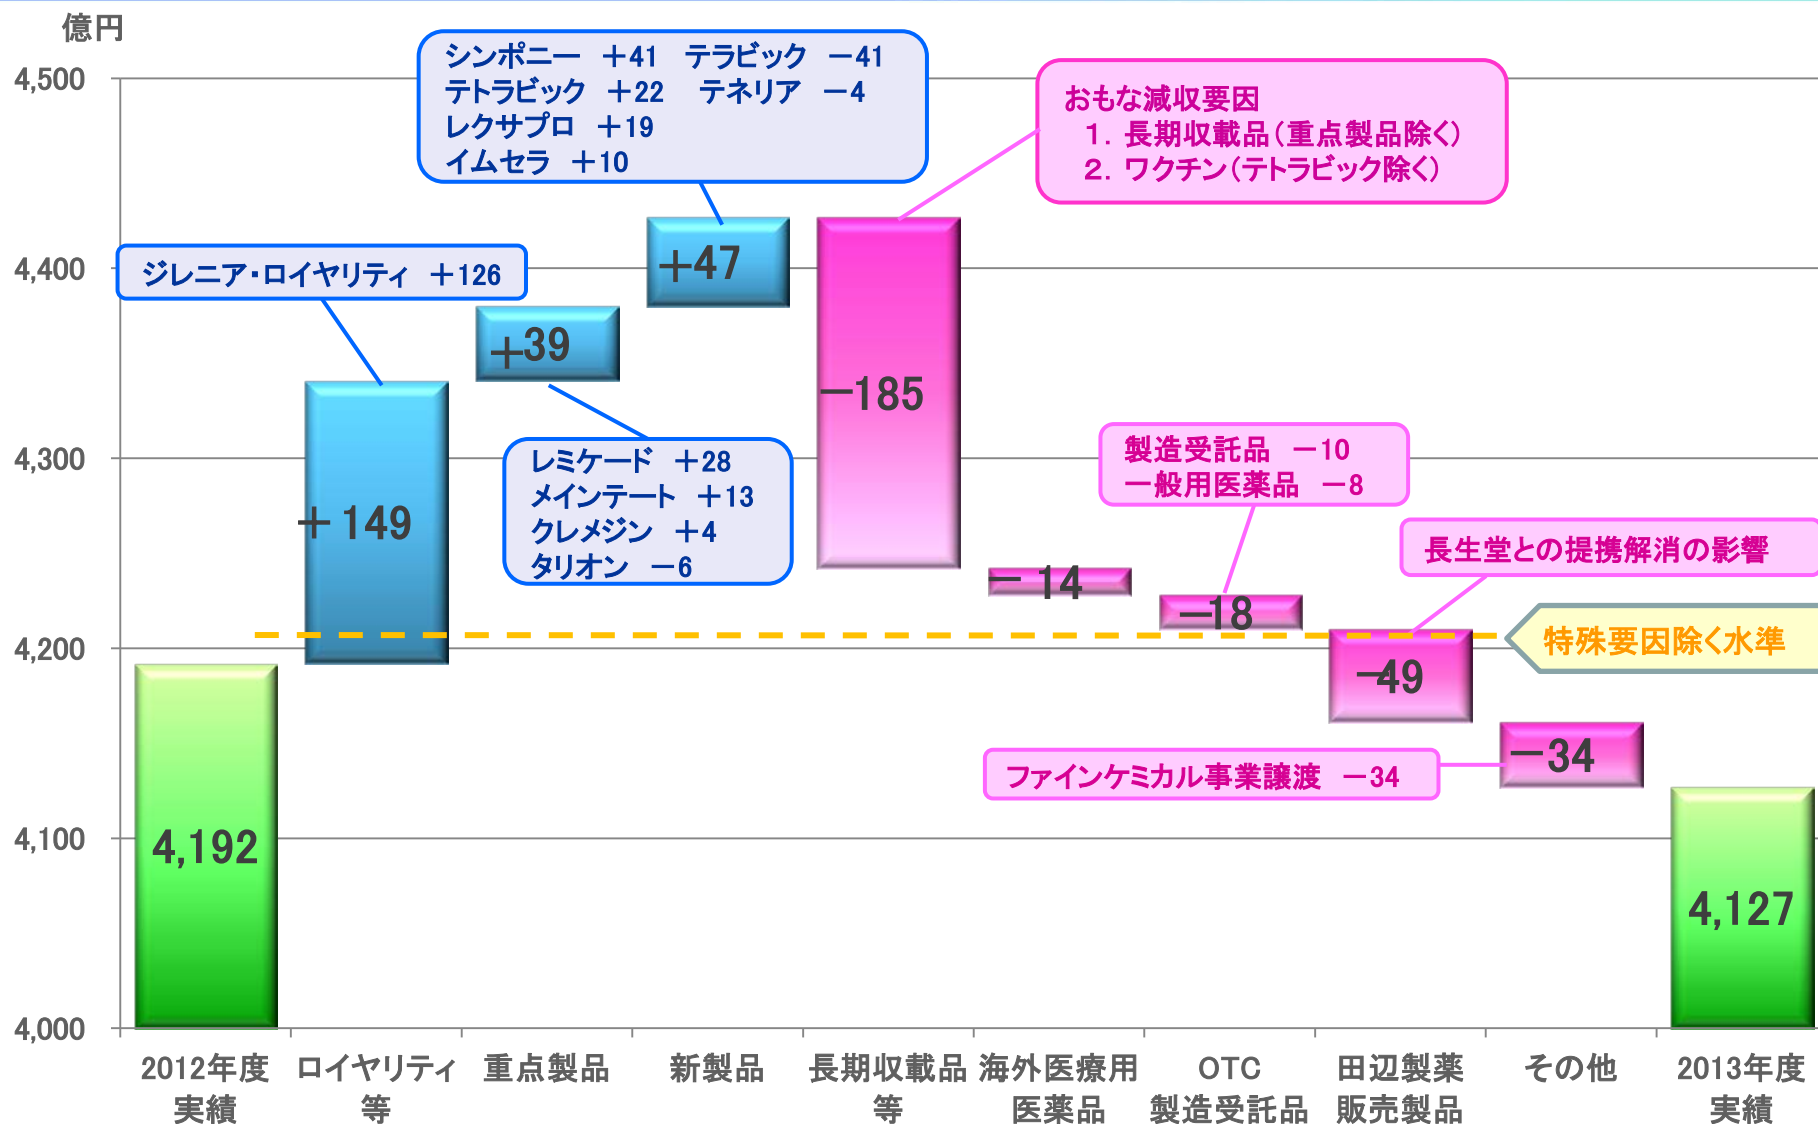 億円
4,500
4,400
4,300
4,200
4,100
4,000
シンポニー　＋41　テラビック　－41
テトラビック　＋22　テネリア　－4
レクサプロ　＋19
イムセラ　＋10
おもな減収要因
1．長期収載品（重点製品除く）
2．ワクチン（テトラビック除く）
ジレニア・ロイヤリティ　＋126
レミケード　＋28
メインテート　＋13
クレメジン　＋4
タリオン　－6
製造受託品　－10
一般用医薬品　－8
長生堂との提携解消の影響
特殊要因除く水準
ファインケミカル事業譲渡　－34
4,192
＋149
＋39
＋47
－185
－14
－18
－49
－34
4,127
2012年度
実績
ロイヤリティ
等
重点製品
新製品
長期収載品
等
海外医療用
医薬品
OTC
製造受託品
田辺製薬
販売製品
その他
2013年度
実績